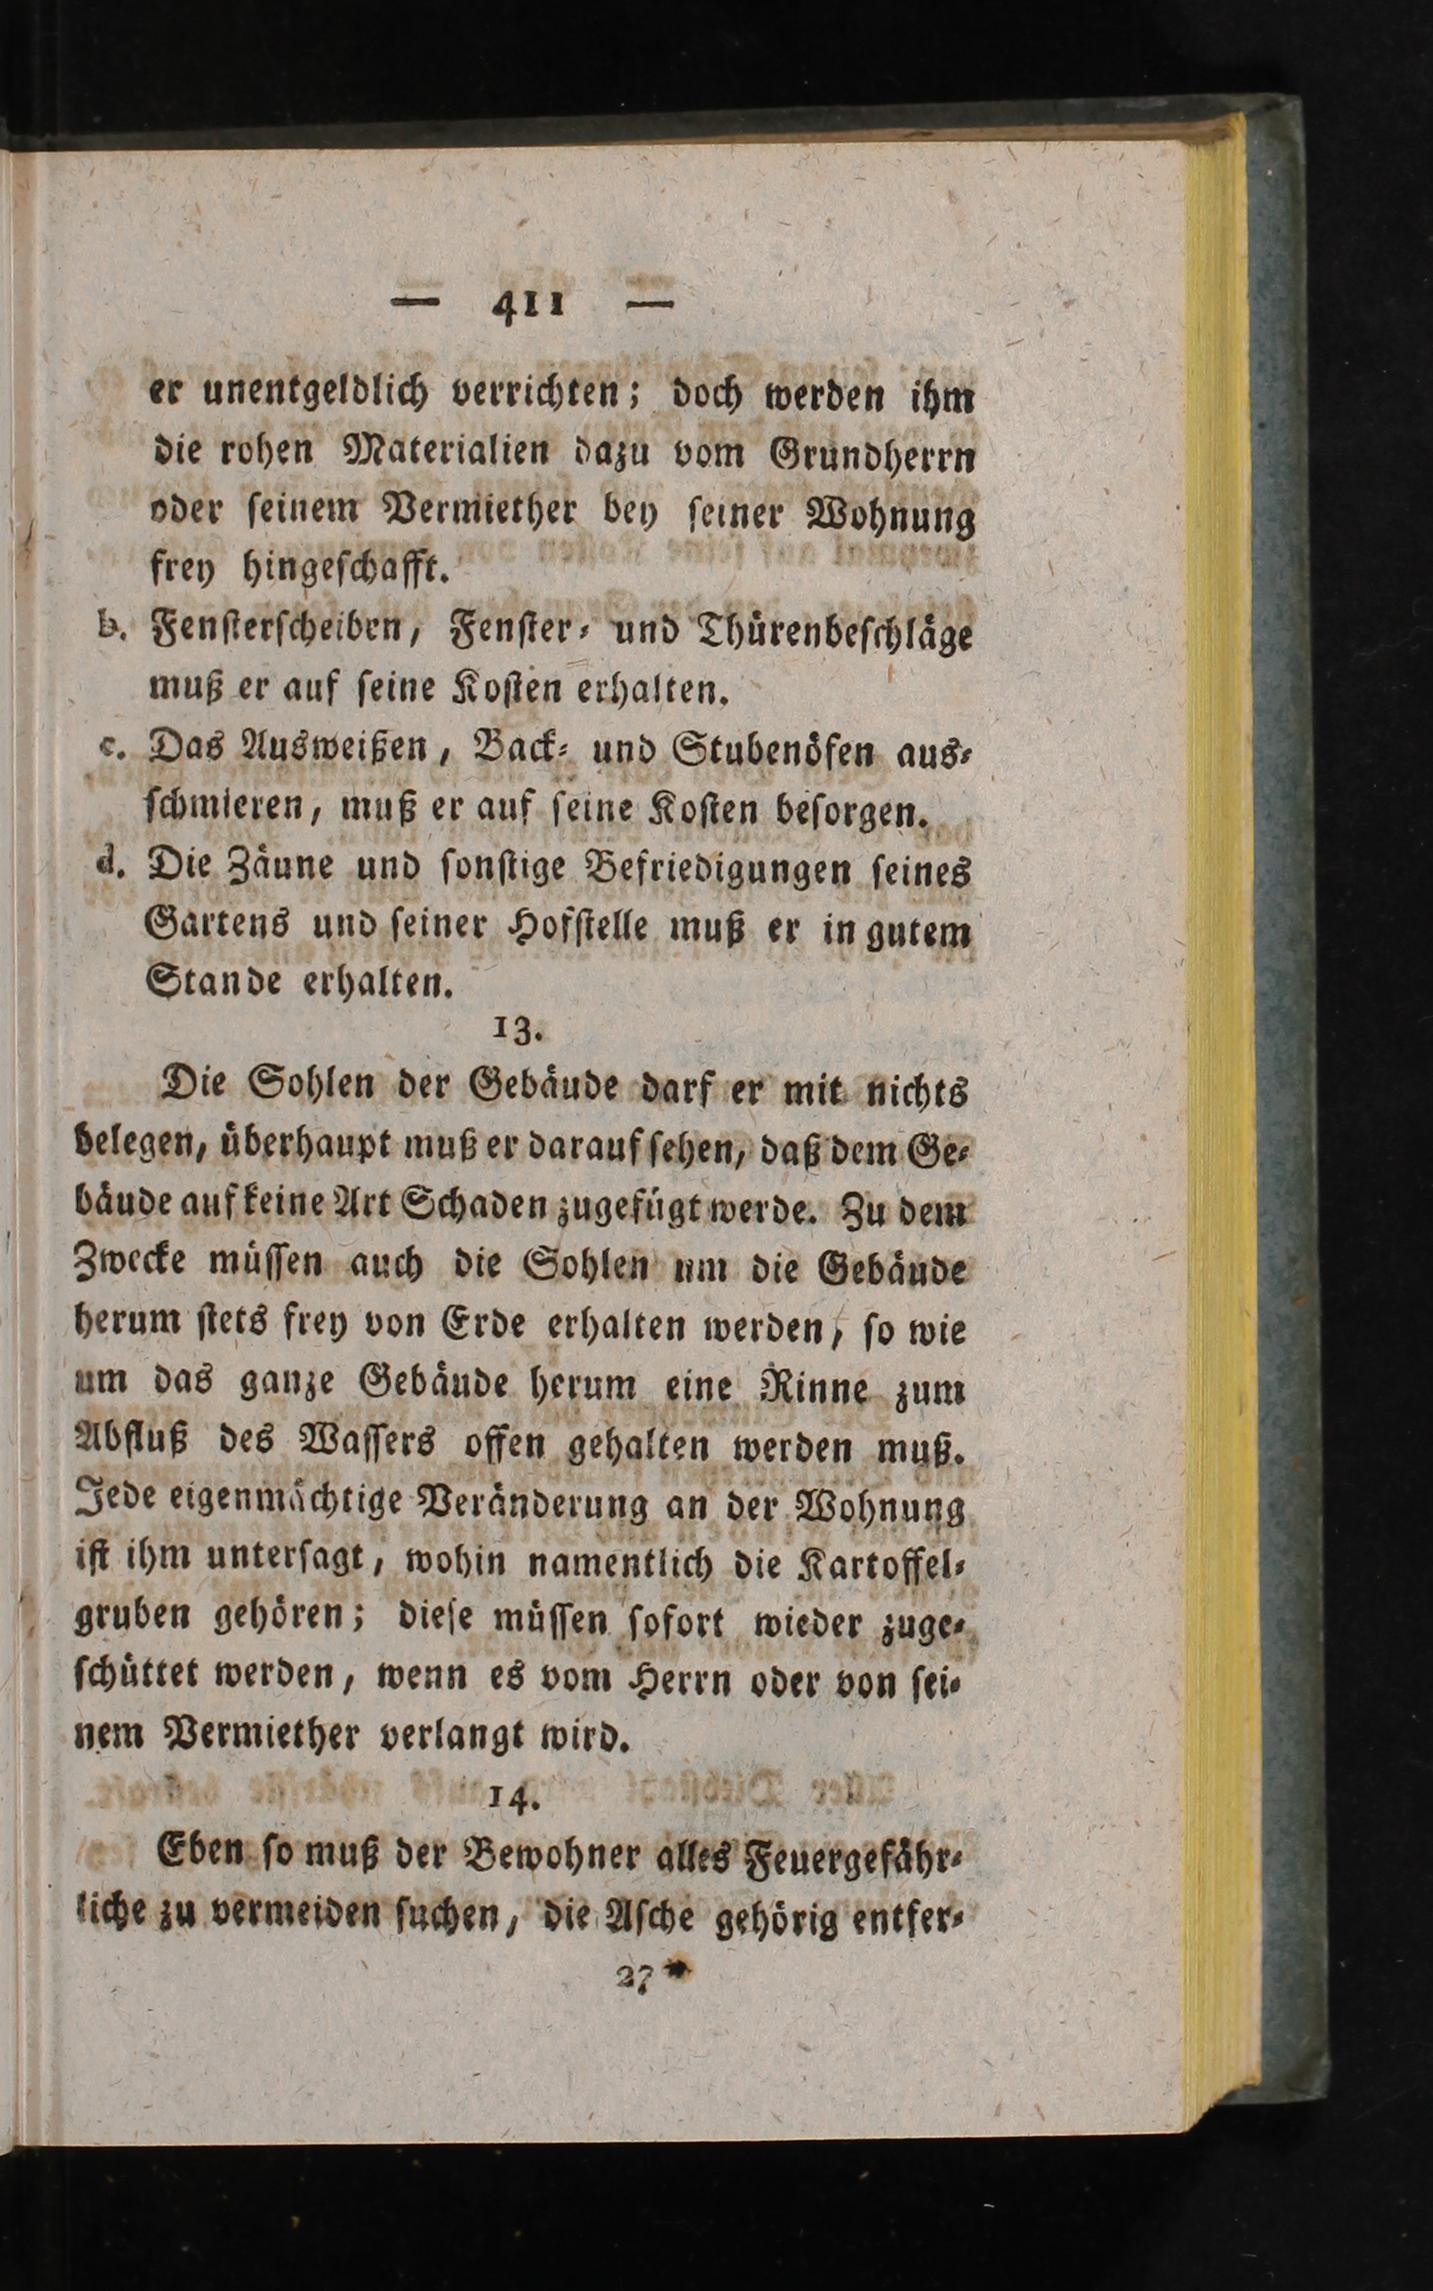 — 411 —
er unentgeldlich verrichten; doch werden ihm
die rohen Materialien dazu vom Grundherrn
oder ſeinem Vermiether bey ſeiner Wohnung
frey hingeſchafft.
b. Fenſterſcheiben, Fenſter⸗ und Thürenbeſchläge
muß er auf ſeine Koſten erhalten.
c. Das Ausweißen, Back⸗ und Stubenöfen aus⸗
ſchmieren, muß er auf ſeine Koſten beſorgen.
d. Die Zäune und ſonſtige Befriedigungen ſeines
Gartens und ſeiner Hofſtelle muß er in gutem
Stande erhalten.
13.
Die Sohlen der Gebäude darf er mit nichts
belegen, überhaupt muß er darauf ſehen, daß dem Ge⸗
bäude auf keine Art Schaden zugefügt werde. Zu dem
Zwecke müſſen auch die Sohlen um die Gebäude
herum ſtets frey von Erde erhalten werden, ſo wie
um das ganze Gebäude herum eine Rinne zum
Abfluß des Waſſers offen gehalten werden muß.
Jede eigenmächtige Veränderung an der Wohnung
iſt ihm unterſagt, wohin namentlich die Kartoffel⸗
gruben gehören; dieſe müſſen ſofort wieder zuge⸗
ſchüttet werden, wenn es vom Herrn oder von ſei⸗
nem Vermiether verlangt wird.
14.
Eben ſo muß der Bewohner alles Feuergefähr⸗
liche zu vermeiden ſuchen, die Aſche gehörig entfer⸗
27*